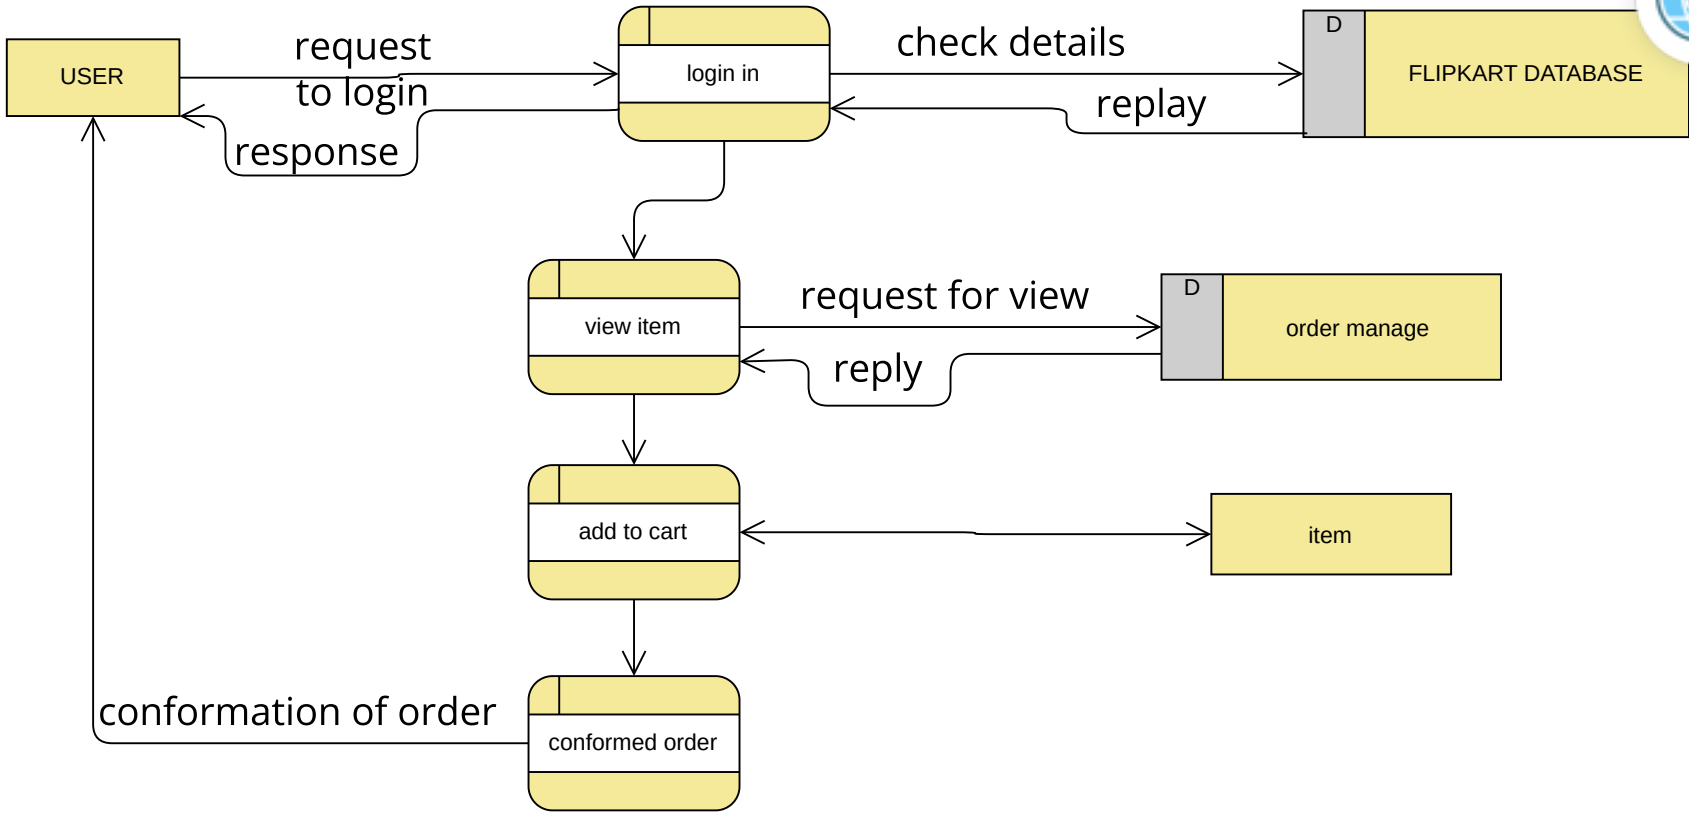 USER
request
to login
login in
check details
D
FLIPKART DATABASE
replay
response
view item
request for view
D
order manage
reply
add to cart
item
conformation of order
conformed order